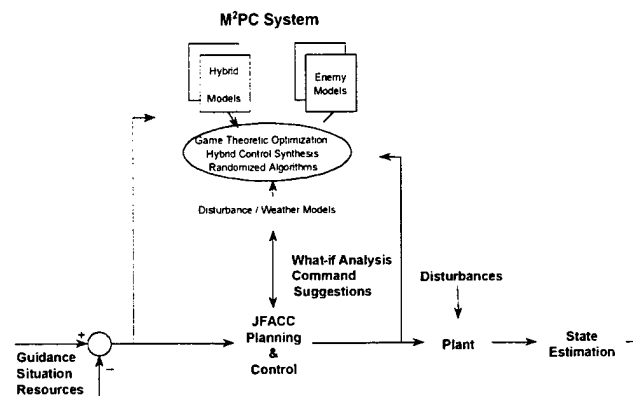 M²PC System
Hybrid
Models
Enemy
Models
Game Theoretic Optimization
Hybrid Control Synthesis
Randomized Algorithms
Disturbance / Weather Models
What-if Analysis
Command
Suggestions
Disturbances
+
−
Guidance
Situation
Resources
JFACC
Planning
&
Control
Plant
State
Estimation